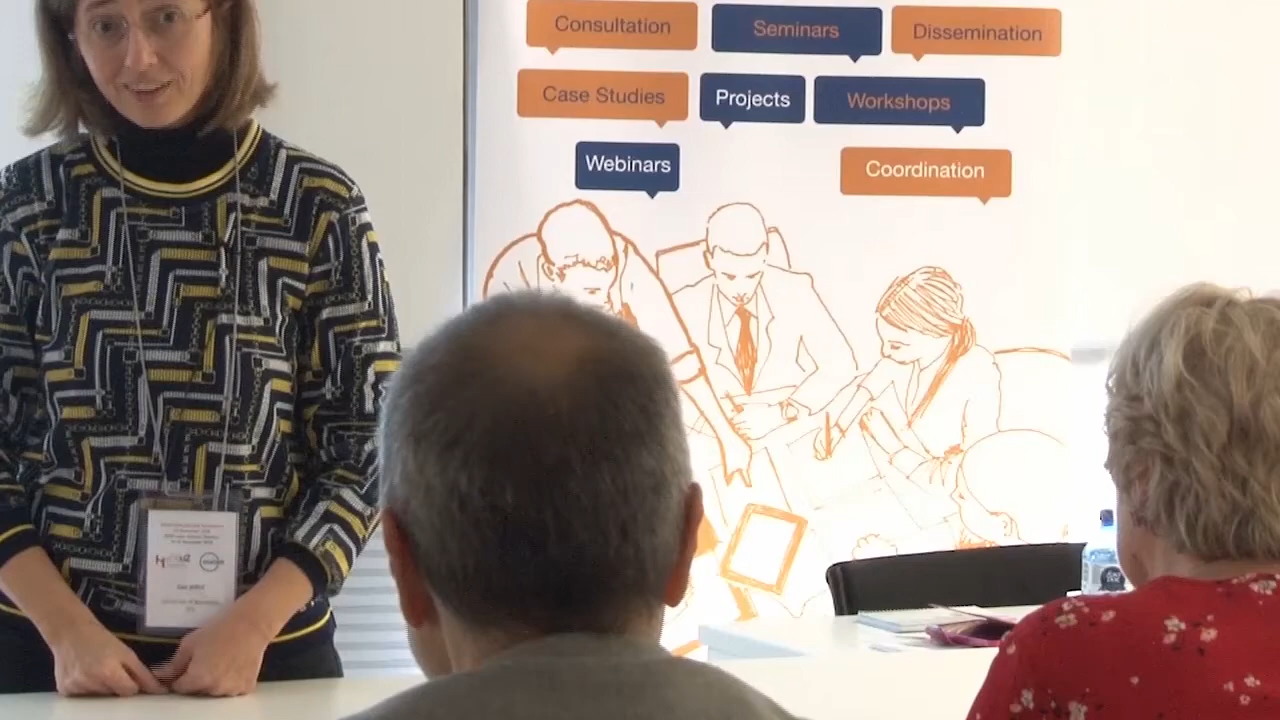 Consultation
Seminars
Dissemination
Case Studies
Projects
Workshops
Webinars
Coordination